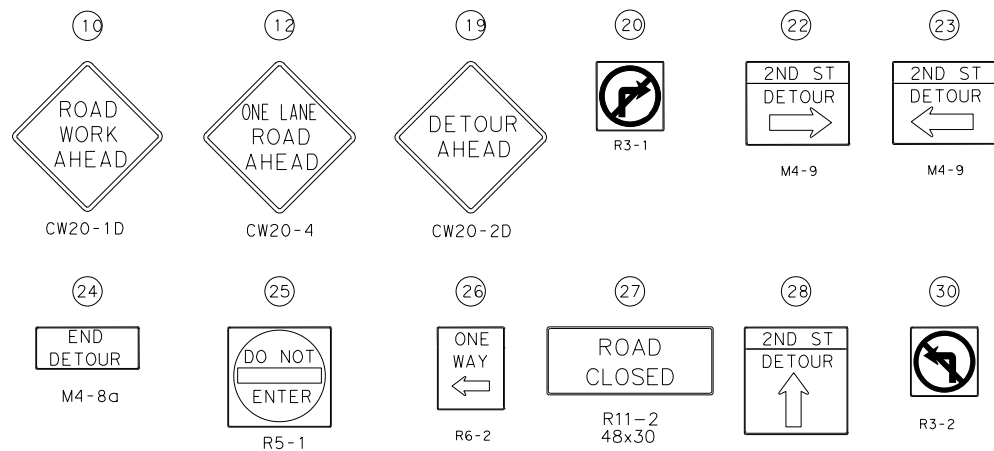 10
12
19
20
22
23
ROAD
WORK
AHEAD
CW20-1D
ONE LANE
ROAD
AHEAD
CW20-4
DETOUR
AHEAD
CW20-2D
R3-1
2ND ST
DETOUR
M4-9
2ND ST
DETOUR
M4-9
24
25
26
27
28
30
END
DETOUR
M4-8a
DO NOT
ENTER
R5-1
ONE
WAY
R6-2
ROAD
CLOSED
R11-2
48x30
2ND ST
DETOUR
R3-2